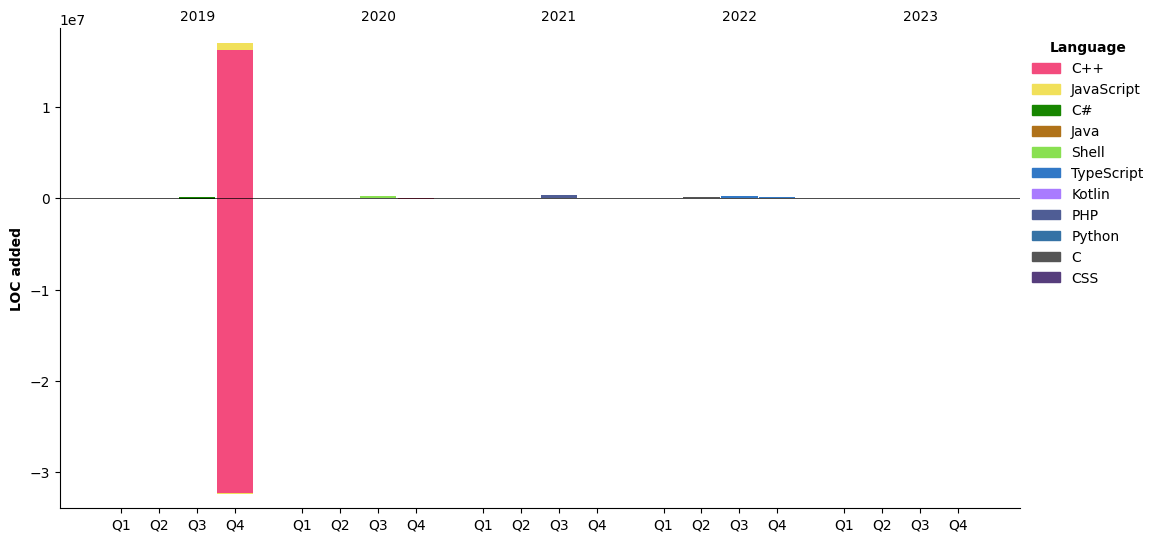 1e7
2019 2020 2021 2022 2023
Language
C++
JavaScript
C#
Java
Shell
TypeScript
Kotlin
PHP
Python
C
CSS
LOC added
1
0
−1
−2
−3
Q1 Q2 Q3 Q4 Q1 Q2 Q3 Q4 Q1 Q2 Q3 Q4 Q1 Q2 Q3 Q4 Q1 Q2 Q3 Q4